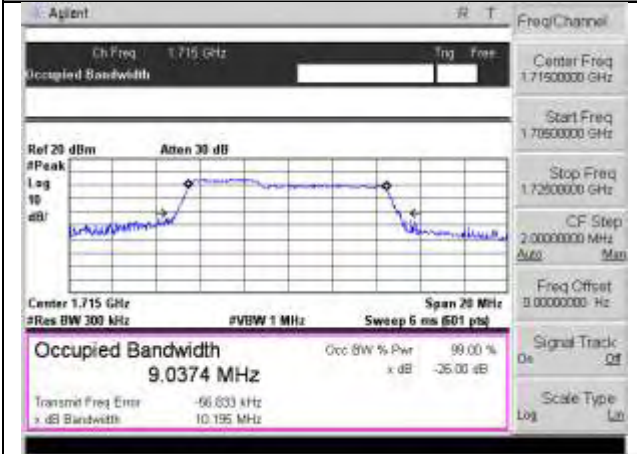 Agilent R T
Ch Freq 1.715 GHz Trig Free
Occupied Bandwidth
Ref 20 dBm Atten 30 dB
#Peak
Log
10
dB/
Center 1.715 GHz Span 20 MHz
#Res BW 300 kHz #VBW 1 MHz Sweep 6 ms (601 pts)
Occupied Bandwidth
9.0374 MHz
Occ BW % Pwr 99.00 %
x dB -26.00 dB
Transmit Freq Error -56.833 kHz
x dB Bandwidth 10.195 MHz
Freq/Channel
Center Freq
1.71500000 GHz
Start Freq
1.70500000 GHz
Stop Freq
1.72500000 GHz
CF Step
2.00000000 MHz
Auto Man
Freq Offset
0.00000000 Hz
Signal Track
On Off
Scale Type
Log Lin